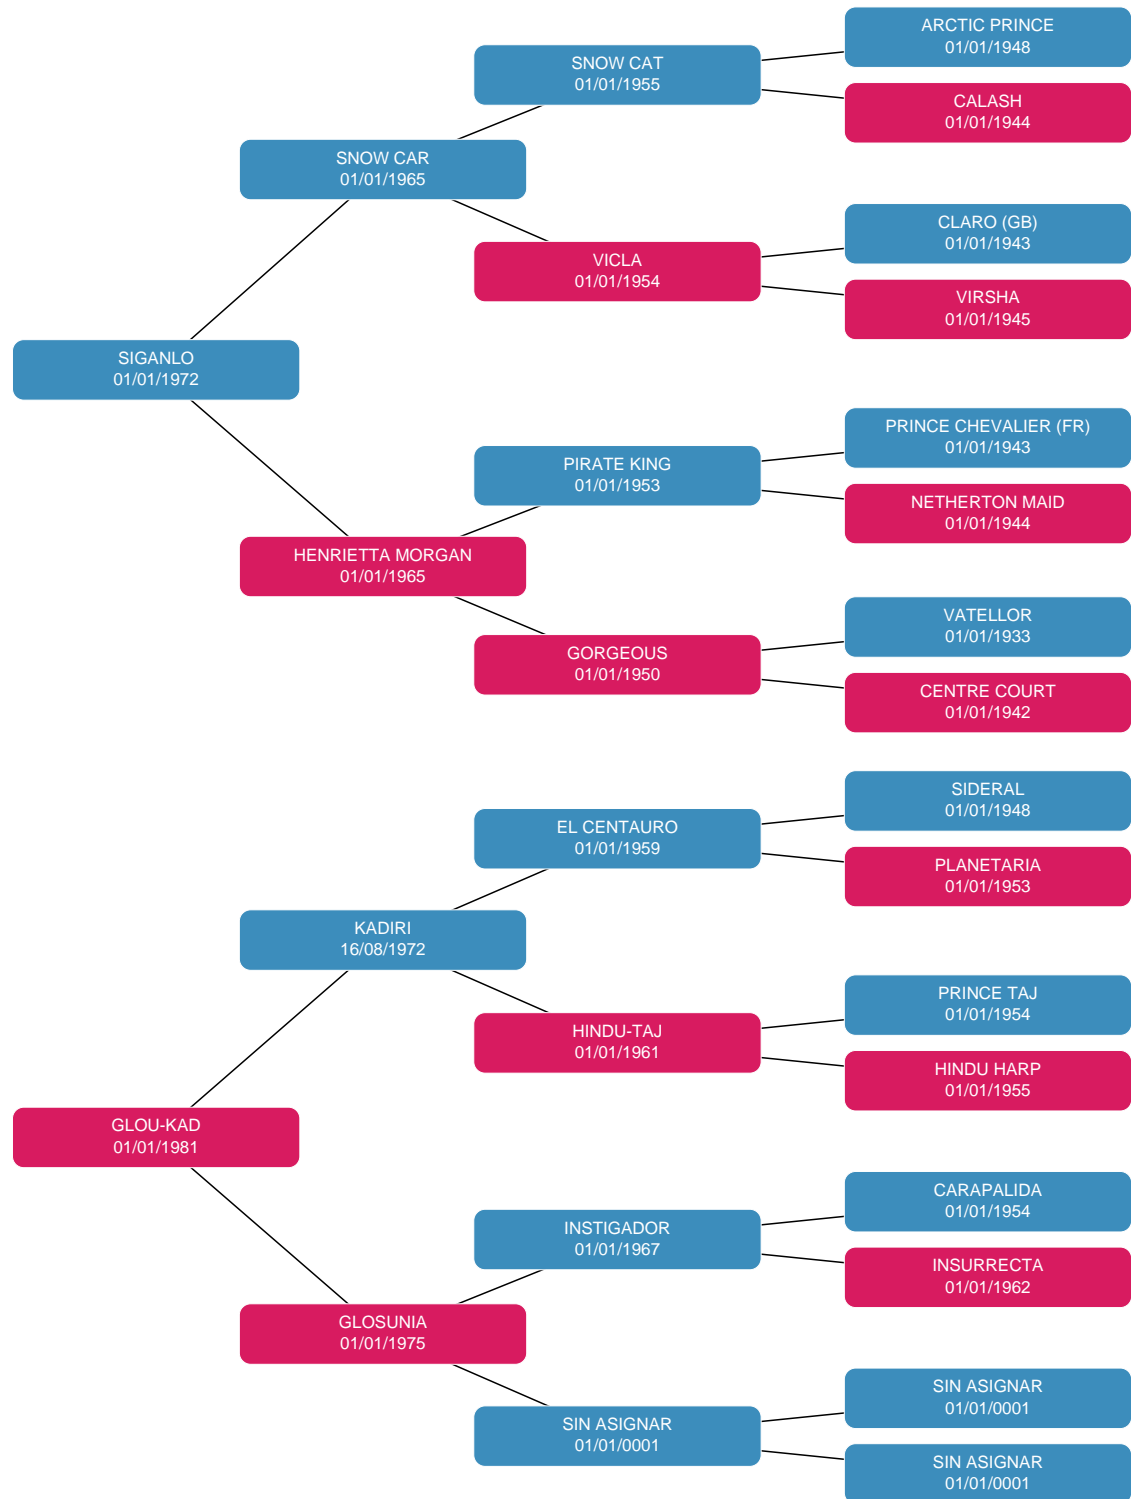 ARCTIC PRINCE
01/01/1948
SNOW CAT
01/01/1955
CALASH
01/01/1944
SNOW CAR
01/01/1965
CLARO (GB)
01/01/1943
VICLA
01/01/1954
VIRSHA
01/01/1945
SIGANLO
01/01/1972
PRINCE CHEVALIER (FR)
01/01/1943
PIRATE KING
01/01/1953
NETHERTON MAID
01/01/1944
HENRIETTA MORGAN
01/01/1965
VATELLOR
01/01/1933
GORGEOUS
01/01/1950
CENTRE COURT
01/01/1942
SIDERAL
01/01/1948
EL CENTAURO
01/01/1959
PLANETARIA
01/01/1953
KADIRI
16/08/1972
PRINCE TAJ
01/01/1954
HINDU-TAJ
01/01/1961
HINDU HARP
01/01/1955
GLOU-KAD
01/01/1981
CARAPALIDA
01/01/1954
INSTIGADOR
01/01/1967
INSURRECTA
01/01/1962
GLOSUNIA
01/01/1975
SIN ASIGNAR
01/01/0001
SIN ASIGNAR
01/01/0001
SIN ASIGNAR
01/01/0001